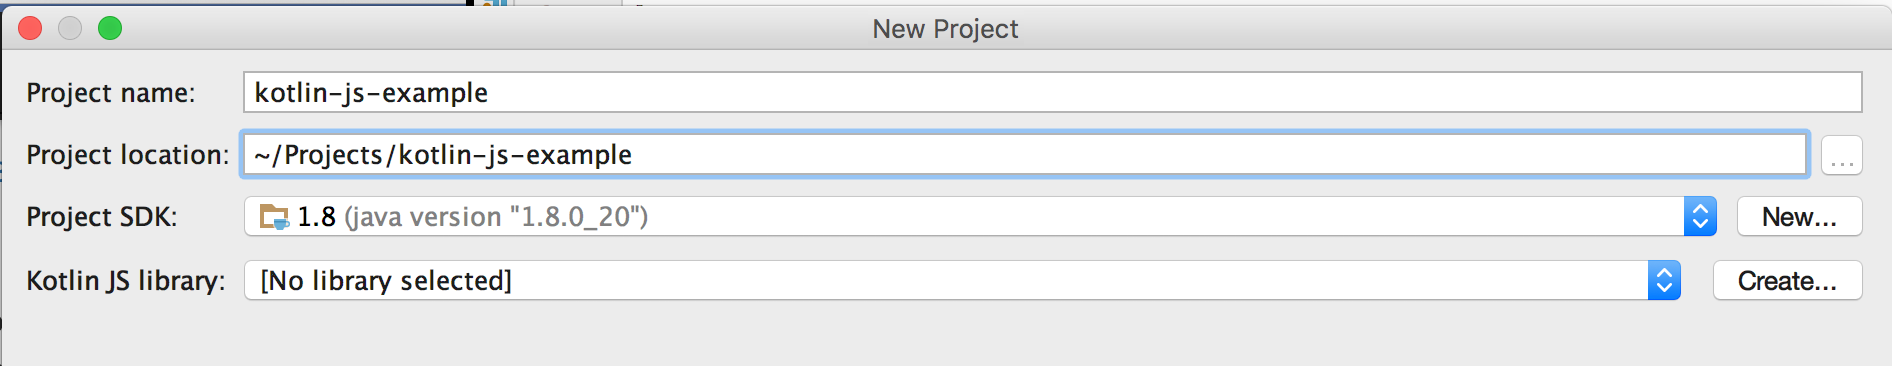 New Project
Project name: kotlin-js-example
Project location: ~/Projects/kotlin-js-example ...
Project SDK: 1.8 (java version "1.8.0_20") New...
Kotlin JS library: [No library selected] Create...